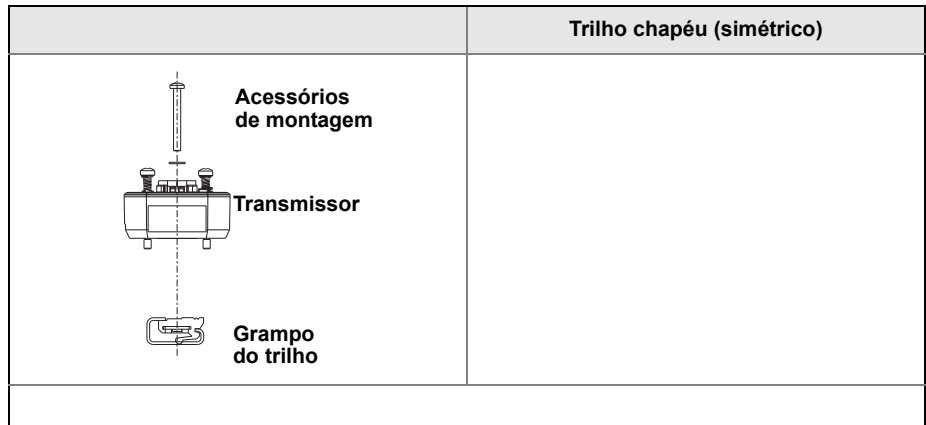 Trilho chapéu (simétrico)
Acessórios
de montagem
Transmissor
Grampo
do trilho